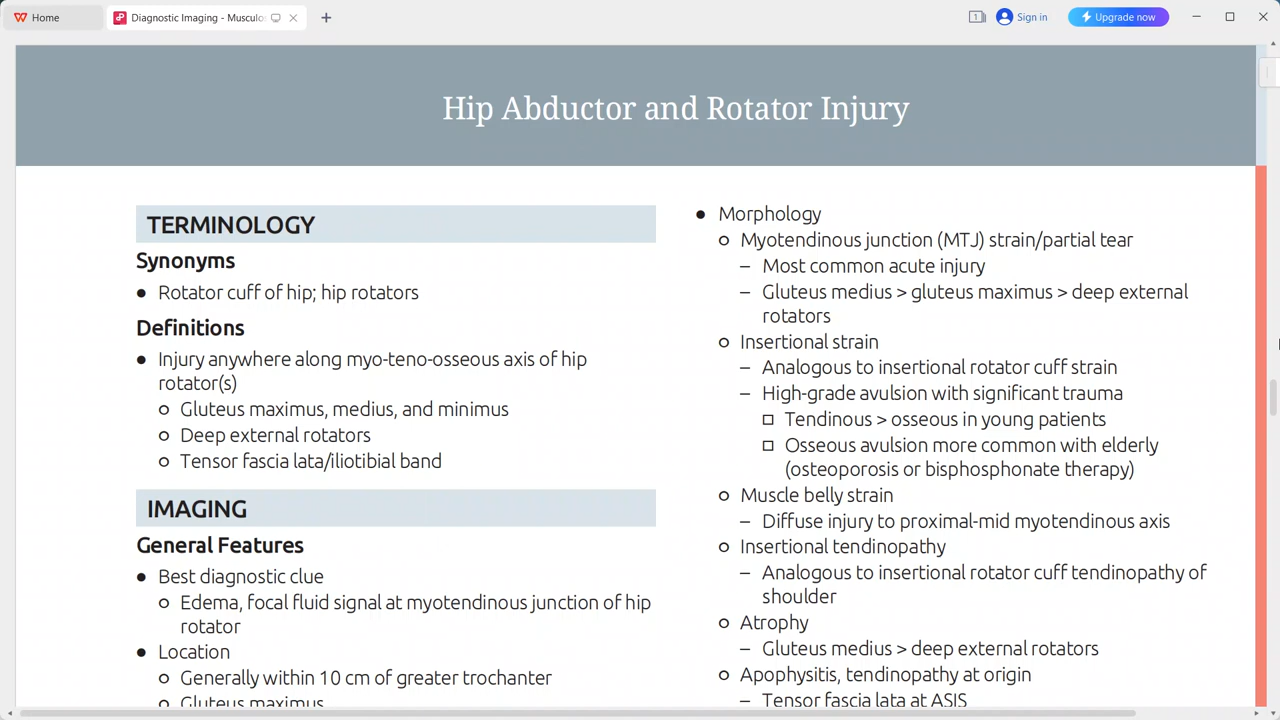 Home
Diagnostic Imaging - Musculos
1
Sign in
Upgrade now
Hip Abductor and Rotator Injury
TERMINOLOGY
Synonyms
● Rotator cuff of hip; hip rotators
Definitions
● Injury anywhere along myo-teno-osseous axis of hip
rotator(s)
○ Gluteus maximus, medius, and minimus
○ Deep external rotators
○ Tensor fascia lata/iliotibial band
IMAGING
General Features
● Best diagnostic clue
○ Edema, focal fluid signal at myotendinous junction of hip
rotator
● Location
○ Generally within 10 cm of greater trochanter
○ Gluteus maximus
● Morphology
○ Myotendinous junction (MTJ) strain/partial tear
– Most common acute injury
– Gluteus medius > gluteus maximus > deep external
rotators
○ Insertional strain
– Analogous to insertional rotator cuff strain
– High-grade avulsion with significant trauma
□ Tendinous > osseous in young patients
□ Osseous avulsion more common with elderly
(osteoporosis or bisphosphonate therapy)
○ Muscle belly strain
– Diffuse injury to proximal-mid myotendinous axis
○ Insertional tendinopathy
– Analogous to insertional rotator cuff tendinopathy of
shoulder
○ Atrophy
– Gluteus medius > deep external rotators
○ Apophysitis, tendinopathy at origin
– Tensor fascia lata at ASIS